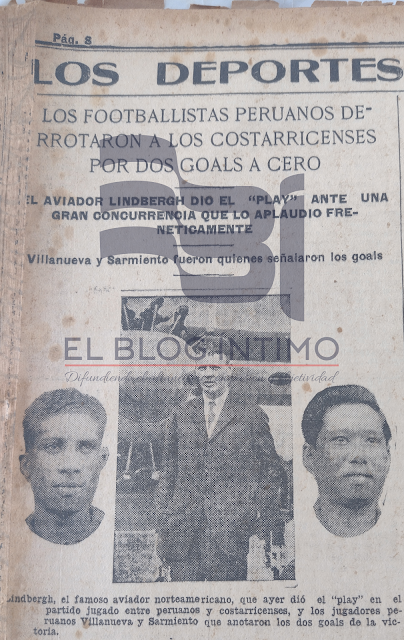 Pág. 8
LOS DEPORTES
LOS FOOTBALLISTAS PERUANOS DE-
RROTARON A LOS COSTARRICENSES
POR DOS GOALS A CERO
EL AVIADOR LINDBERGH DIO EL "PLAY" ANTE UNA
GRAN CONCURRENCIA QUE LO APLAUDIO FRE-
NETICAMENTE
Villanueva y Sarmiento fueron quienes señalaron los goals
EL BLOG INTIMO
Difundiendo
Lindbergh, el famoso aviador norteamericano, que ayer dió el "play" en el
partido jugado entre peruanos y costarricenses, y los jugadores pe-
ruanos Villanueva y Sarmiento que anotaron los dos goals de la vic-
toria.